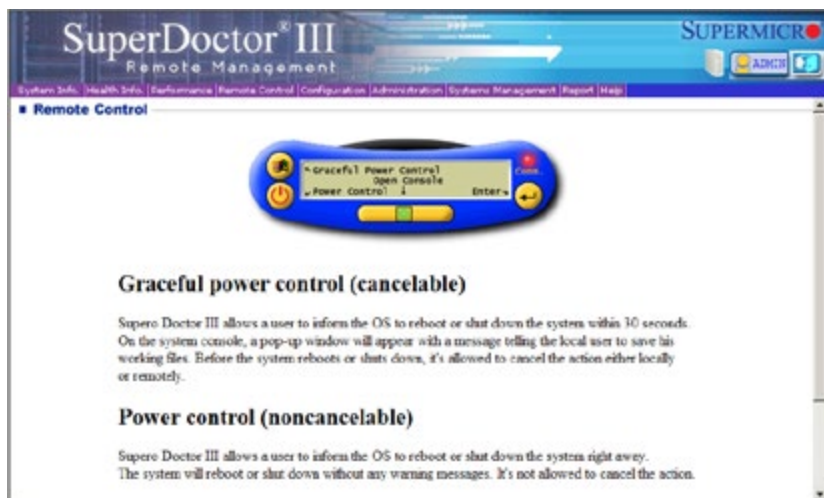 SuperDoctor® III
Remote Management
SUPERMICR
ADMIN
System Info. Health Info. Performance Remote Control Configuration Administration Systems Management Report Help
Remote Control
Graceful Power Control
Open Console
Power Control
Enter
Graceful power control (cancelable)
Supero Doctor III allows a user to inform the OS to reboot or shut down the system within 30 seconds.
On the system console, a pop-up window will appear with a message telling the local user to save his
working files. Before the system reboots or shuts down, it's allowed to cancel the action either locally
or remotely.
Power control (noncancelable)
Supero Doctor III allows a user to inform the OS to reboot or shut down the system right away.
The system will reboot or shut down without any warning messages. It's not allowed to cancel the action.